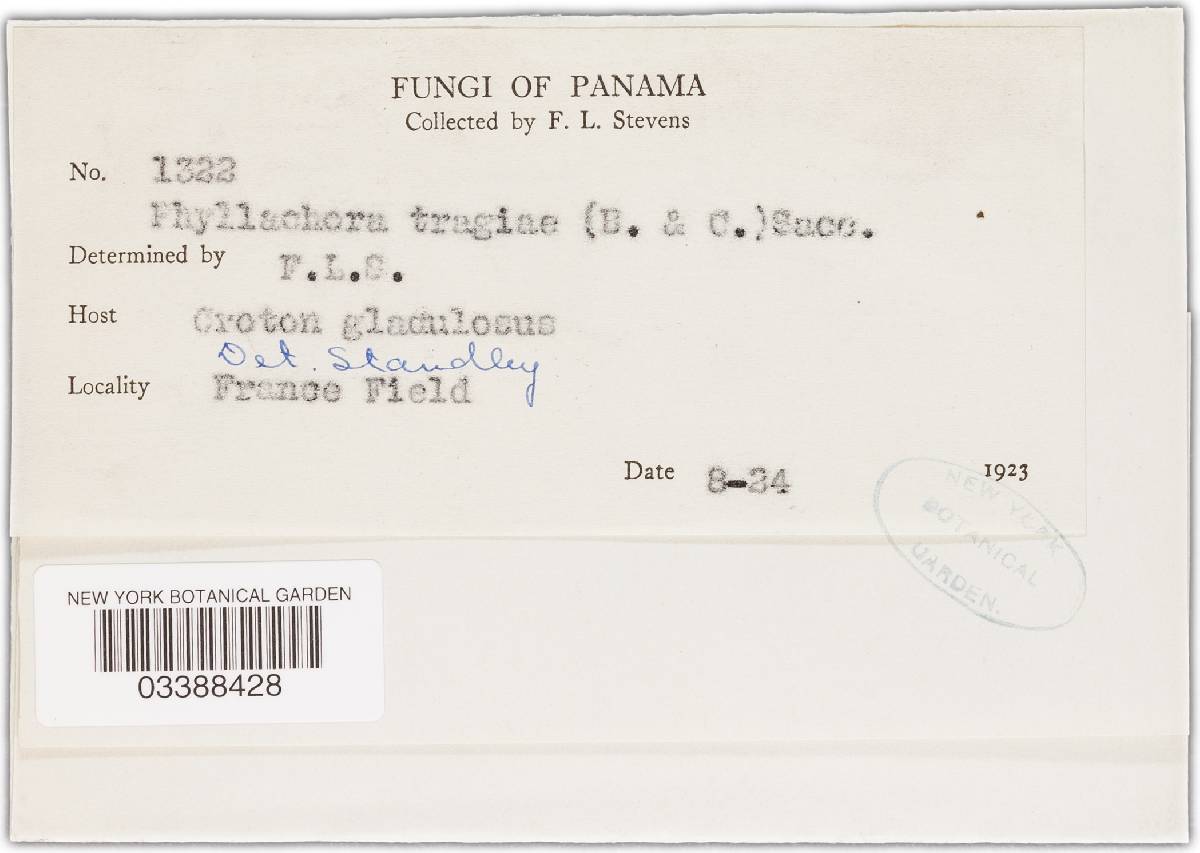 FUNGI OF PANAMA
Collected by F. L. Stevens
No. 1322
Phyllachora tragiae (B. & C.)Sacc.
Determined by F.L.S.
Host Croton gladulosus
Det. Standley
Locality France Field
Date 8-24 1923
NEW YORK
BOTANICAL
GARDEN.
NEW YORK BOTANICAL GARDEN
03388428